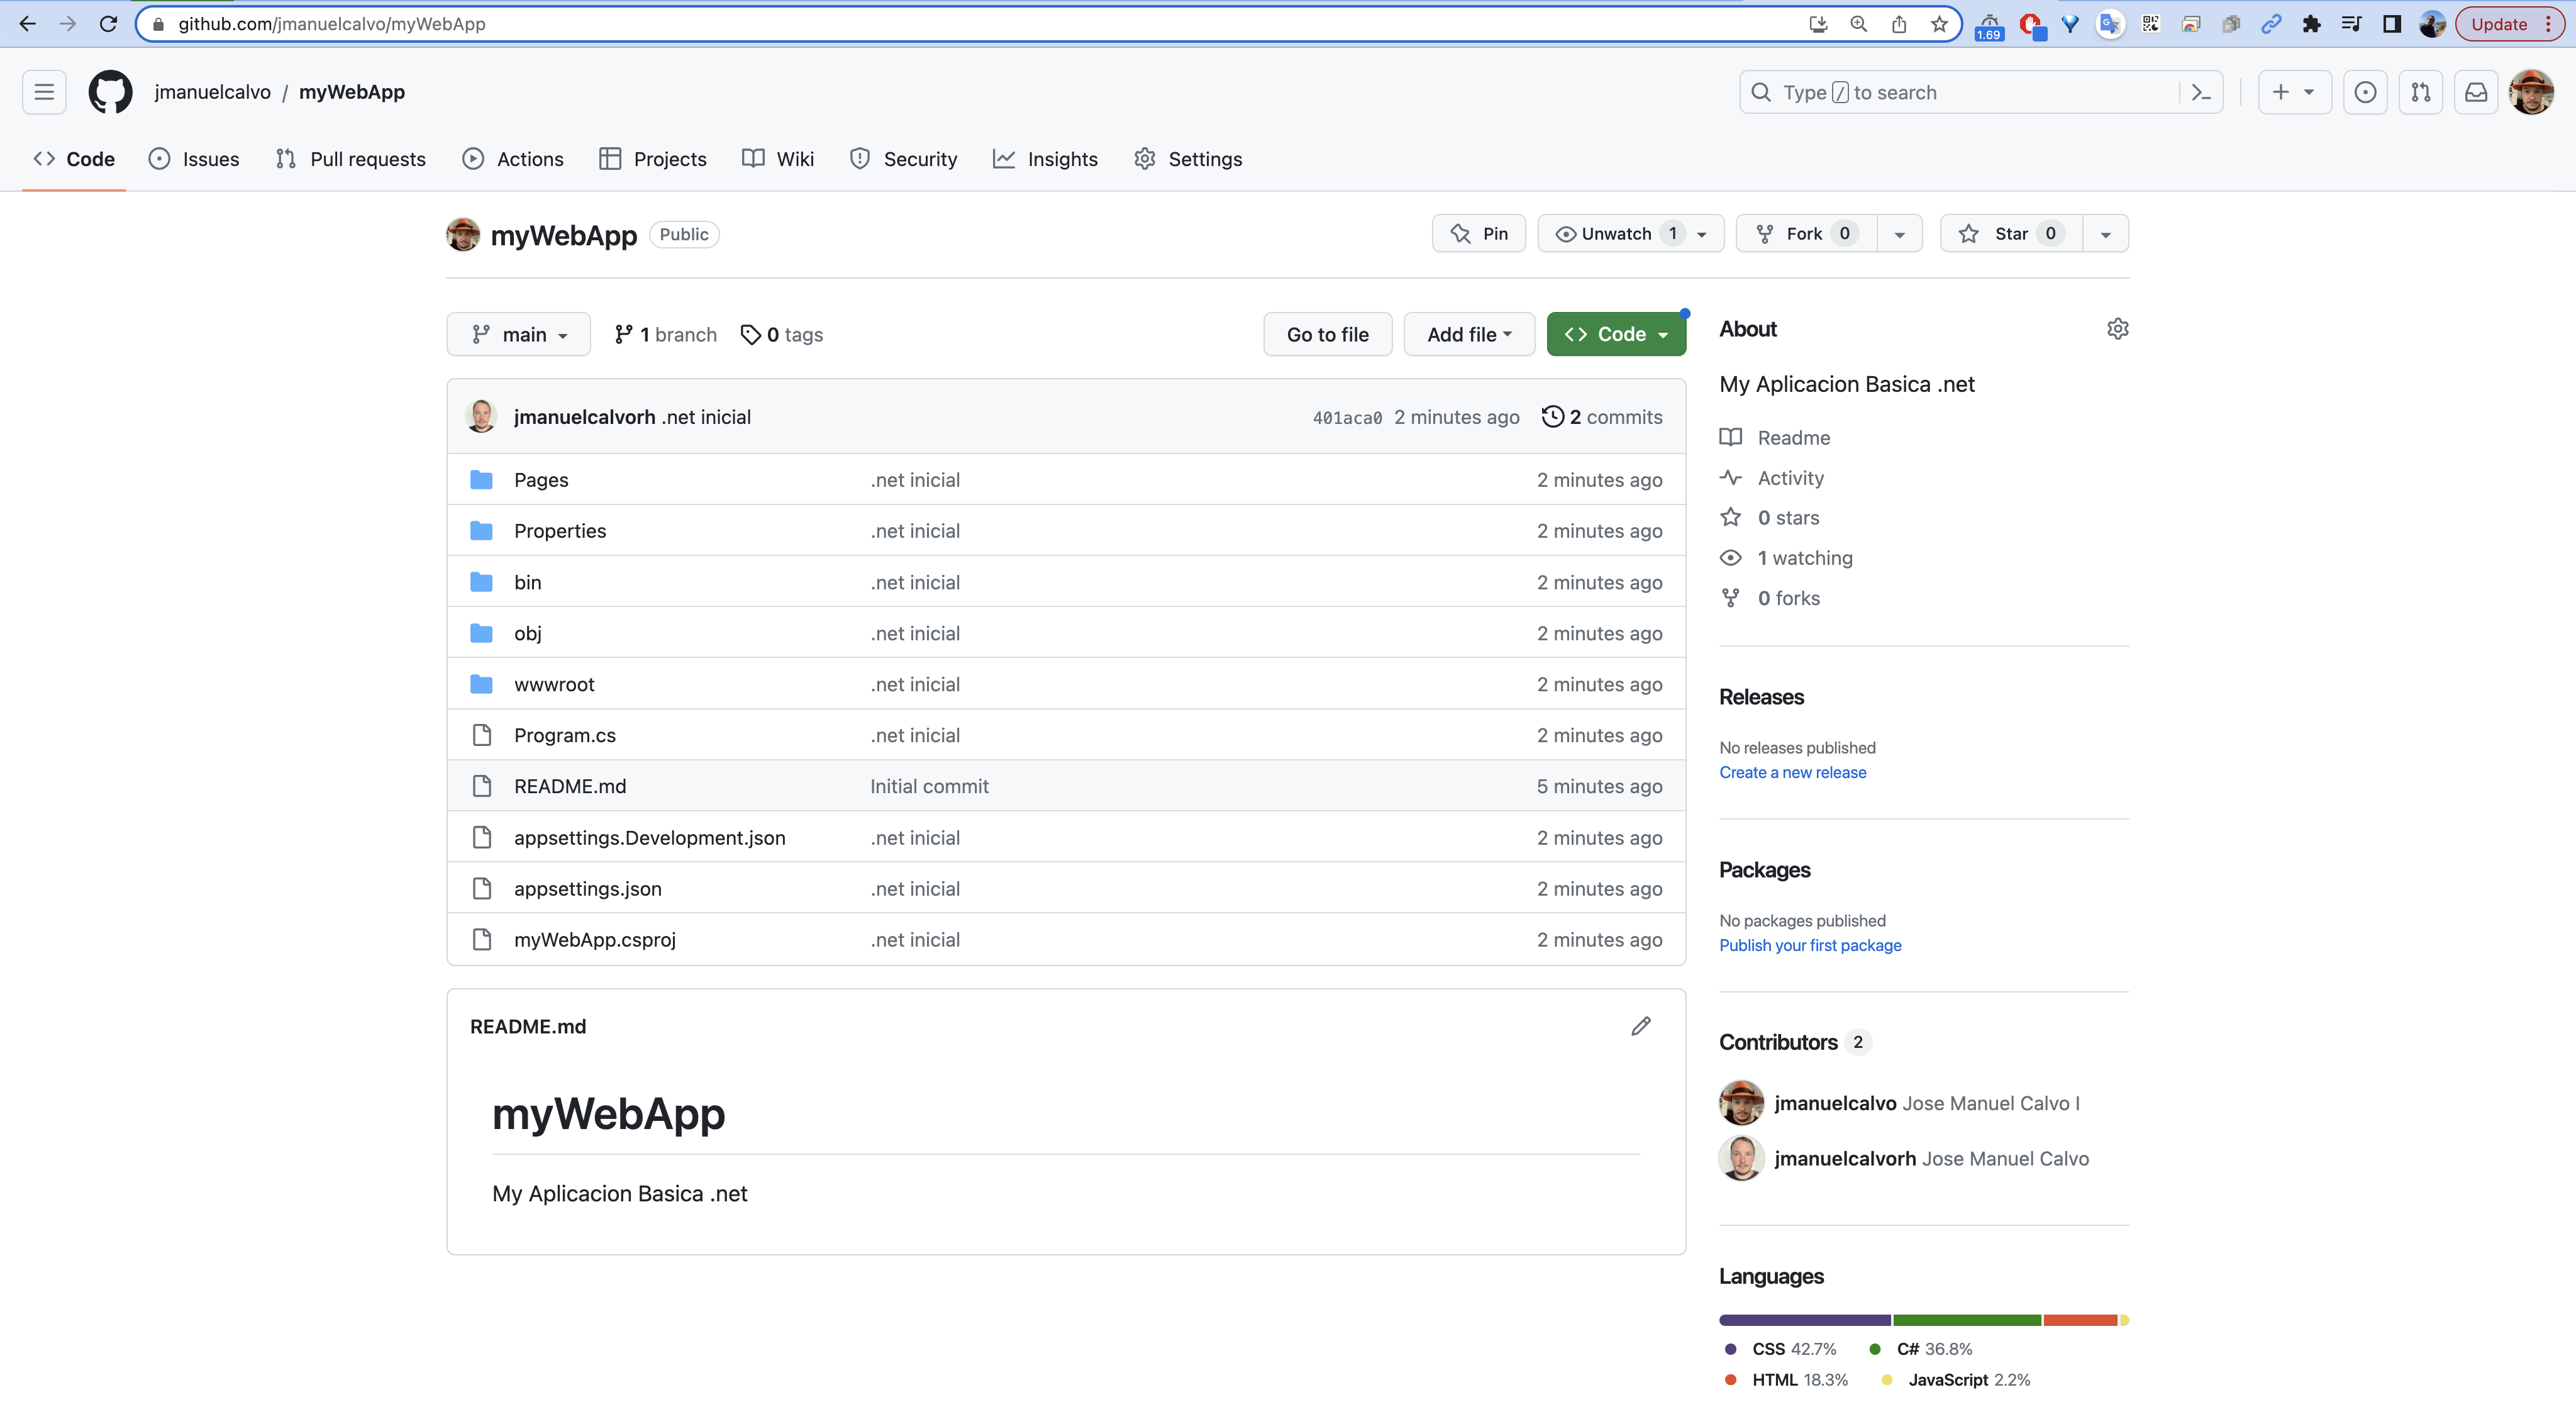 github.com/jmanuelcalvo/myWebApp
1.69
Update
jmanuelcalvo / myWebApp
Type / to search
Code Issues Pull requests Actions Projects Wiki Security Insights Settings
myWebApp Public
Pin Unwatch 1 Fork 0 Star 0
main 1 branch 0 tags Go to file Add file Code
jmanuelcalvorh .net inicial 401aca0 2 minutes ago 2 commits
Pages .net inicial 2 minutes ago
Properties .net inicial 2 minutes ago
bin .net inicial 2 minutes ago
obj .net inicial 2 minutes ago
wwwroot .net inicial 2 minutes ago
Program.cs .net inicial 2 minutes ago
README.md Initial commit 5 minutes ago
appsettings.Development.json .net inicial 2 minutes ago
appsettings.json .net inicial 2 minutes ago
myWebApp.csproj .net inicial 2 minutes ago
README.md
myWebApp
My Aplicacion Basica .net
About
My Aplicacion Basica .net
Readme
Activity
0 stars
1 watching
0 forks
Releases
No releases published
Create a new release
Packages
No packages published
Publish your first package
Contributors 2
jmanuelcalvo Jose Manuel Calvo I
jmanuelcalvorh Jose Manuel Calvo
Languages
CSS 42.7% C# 36.8%
HTML 18.3% JavaScript 2.2%